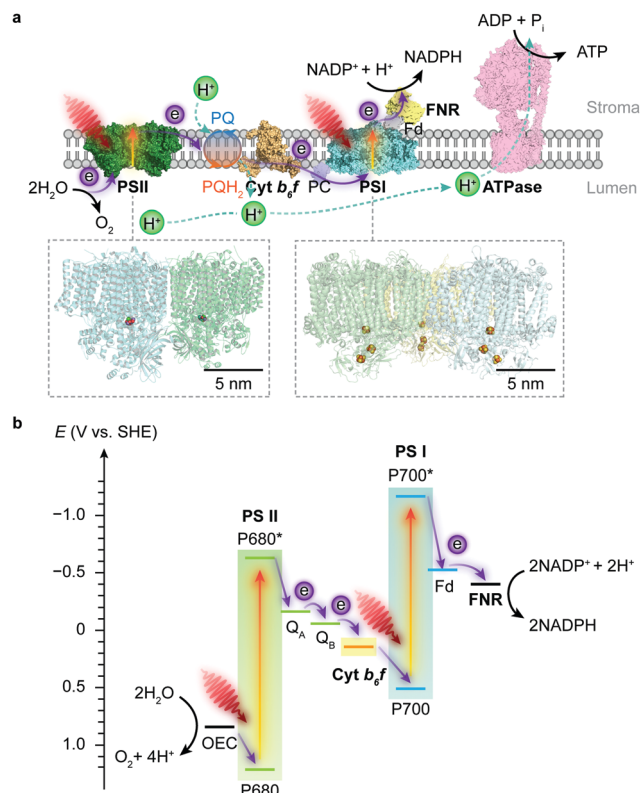 a
ADP + Pi
ATP
NADP+ + H+
NADPH
H+
e
FNR
Stroma
PQ
Fd
e
e
2H2O
e
PSII
PQH2
Cyt b6f
PC
PSI
H+
ATPase
Lumen
O2
H+
H+
5 nm
5 nm
b
E (V vs. SHE)
PS I
P700*
−1.0
PS II
P680*
e
−0.5
Fd
2NADP+ + 2H+
e
e
FNR
QA
QB
0
2NADPH
Cyt b6f
0.5
2H2O
P700
OEC
O2 + 4H+
1.0
P680